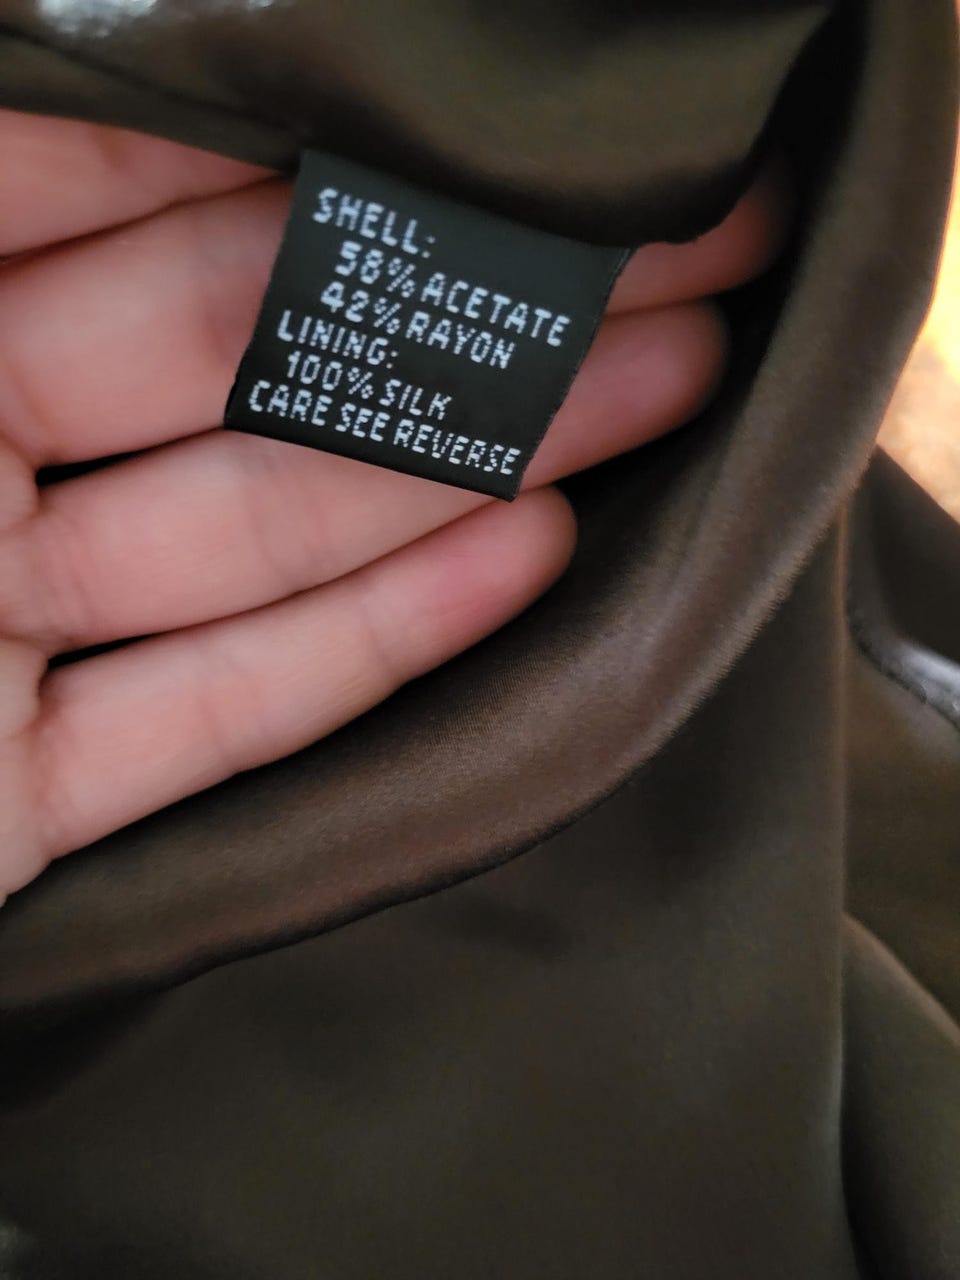 SHELL:
58% ACETATE
42% RAYON
LINING:
100% SILK
CARE SEE REVERSE